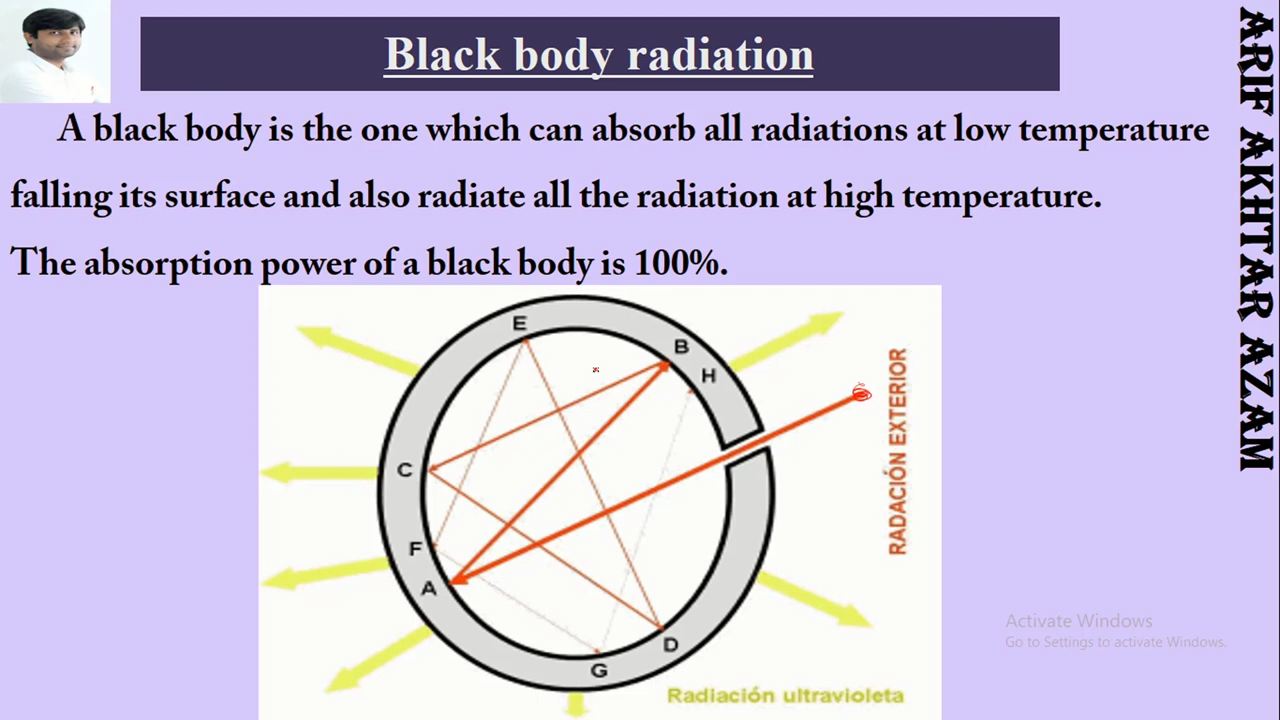 Black body radiation
A black body is the one which can absorb all radiations at low temperature
falling its surface and also radiate all the radiation at high temperature.
The absorption power of a black body is 100%.
ARIF AKHTAR AZAM
E
B
H
C
F
A
D
G
RADACIÓN EXTERIOR
Radiación ultravioleta
Activate Windows
Go to Settings to activate Windows.